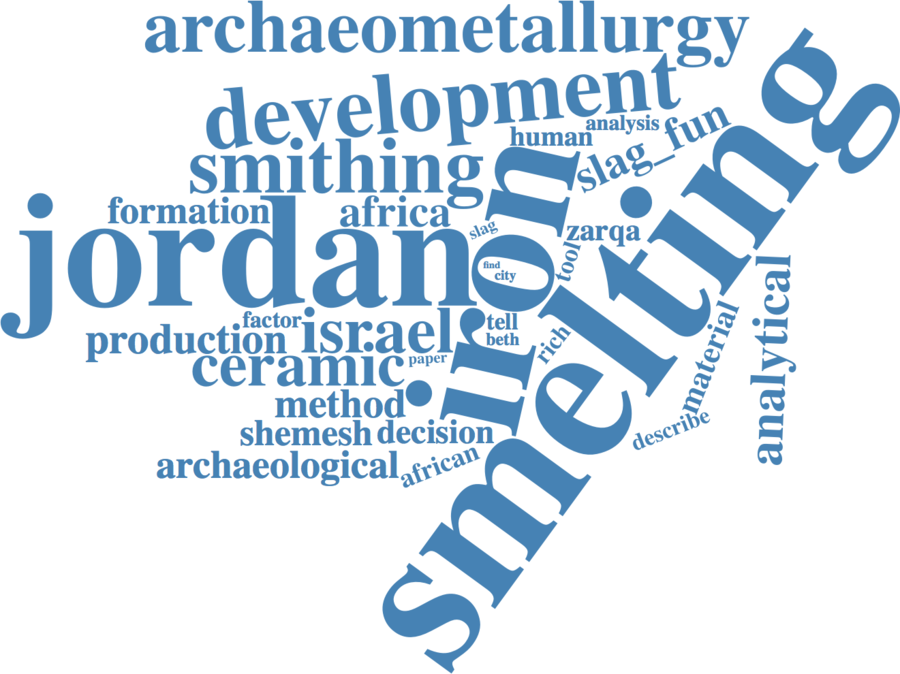 archaeometallurgy
development
analysis
human
slag_fun
smithing
formation
africa
slag
zarqa
jordan
iron
find
city
tool
smelting
factor
israel
tell
production
beth
rich
ceramic
paper
material
analytical
method
shemesh
decision
describe
archaeological
african